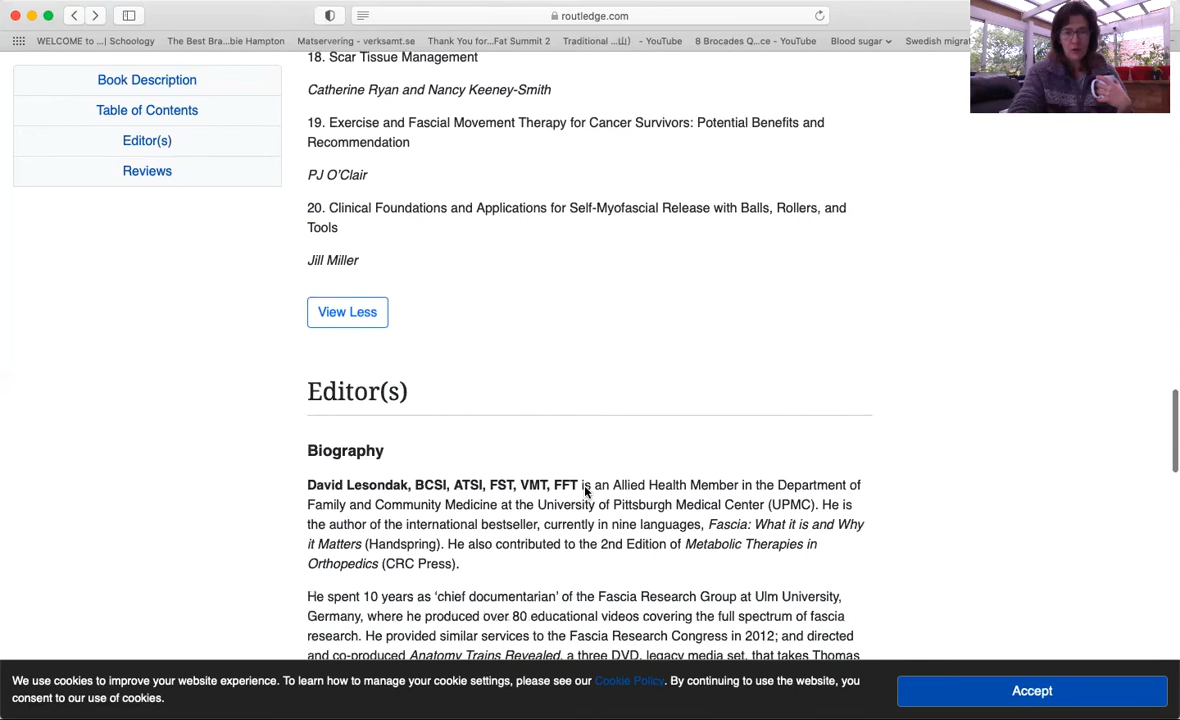 routledge.com
WELCOME to ...| Schoology
The Best Bra...bie Hampton
Matservering - verksamt.se
Thank You for...Fat Summit 2
Traditional ...山) - YouTube
8 Brocades Q...ce - YouTube
Blood sugar
Swedish migrat
Book Description
Table of Contents
Editor(s)
Reviews
18. Scar Tissue Management
Catherine Ryan and Nancy Keeney-Smith
19. Exercise and Fascial Movement Therapy for Cancer Survivors: Potential Benefits and
Recommendation
PJ O'Clair
20. Clinical Foundations and Applications for Self-Myofascial Release with Balls, Rollers, and
Tools
Jill Miller
View Less
Editor(s)
Biography
David Lesondak, BCSI, ATSI, FST, VMT, FFT is an Allied Health Member in the Department of
Family and Community Medicine at the University of Pittsburgh Medical Center (UPMC). He is
the author of the international bestseller, currently in nine languages, Fascia: What it is and Why
it Matters (Handspring). He also contributed to the 2nd Edition of Metabolic Therapies in
Orthopedics (CRC Press).
He spent 10 years as ‘chief documentarian’ of the Fascia Research Group at Ulm University,
Germany, where he produced over 80 educational videos covering the full spectrum of fascia
research. He provided similar services to the Fascia Research Congress in 2012; and directed
and co-produced Anatomy Trains Revealed, a three DVD, legacy media set, that takes Thomas
We use cookies to improve your website experience. To learn how to manage your cookie settings, please see our Cookie Policy. By continuing to use the website, you
consent to our use of cookies.
Accept